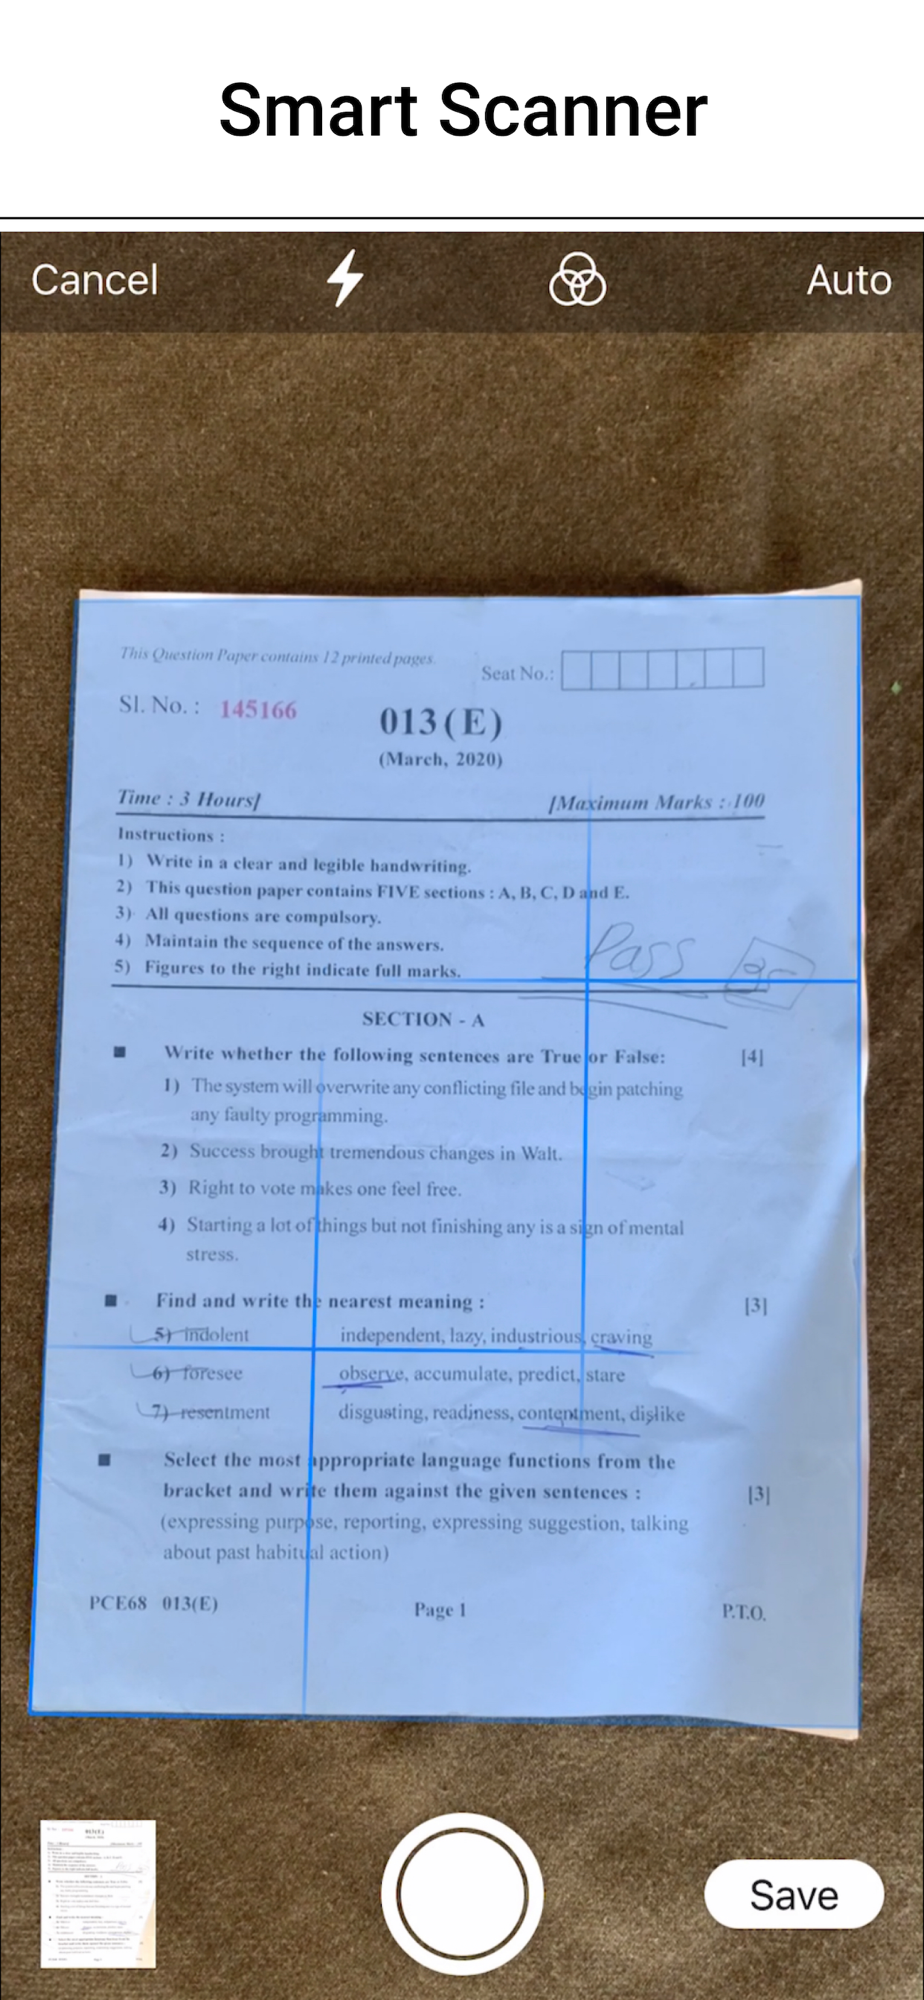 Smart Scanner
Cancel
Auto
This Question Paper contains 12 printed pages.
Seat No.:
Sl. No. : 145166
013(E)
(March, 2020)
Time : 3 Hours]
[Maximum Marks : 100
Instructions :
1) Write in a clear and legible handwriting.
2) This question paper contains FIVE sections : A, B, C, D and E.
3) All questions are compulsory.
4) Maintain the sequence of the answers.
5) Figures to the right indicate full marks.
Pass
SECTION - A
■ Write whether the following sentences are True or False: [4]
1) The system will overwrite any conflicting file and begin patching
any faulty programming.
2) Success brought tremendous changes in Walt.
3) Right to vote makes one feel free.
4) Starting a lot of things but not finishing any is a sign of mental
stress.
■ Find and write the nearest meaning : [3]
5) indolent independent, lazy, industrious, craving
6) foresee observe, accumulate, predict, stare
7) resentment disgusting, readiness, contentment, dislike
■ Select the most appropriate language functions from the
bracket and write them against the given sentences : [3]
(expressing purpose, reporting, expressing suggestion, talking
about past habitual action)
PCE68 013(E)
Page 1
P.T.O.
Save